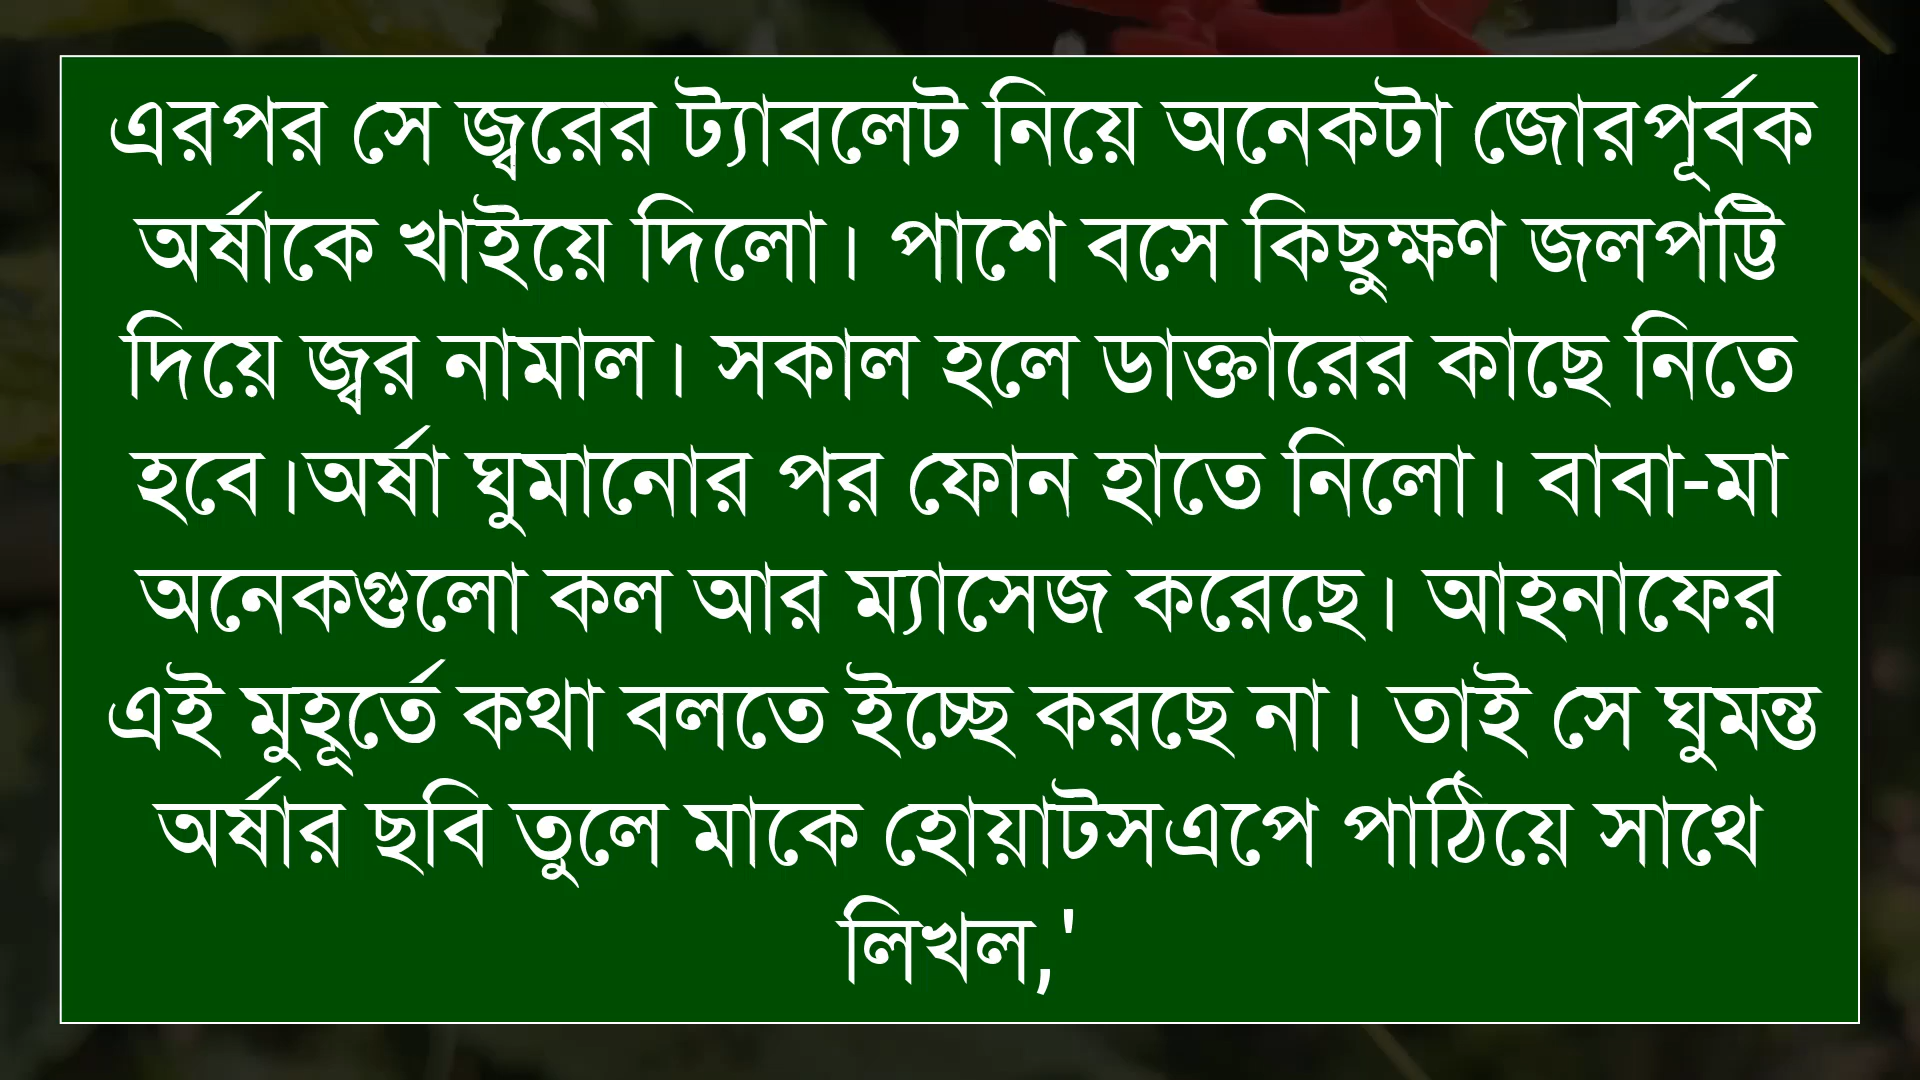 এরপর সে জ্বরের ট্যাবলেট নিয়ে অনেকটা জোরপূর্বক
অর্ষাকে খাইয়ে দিলো। পাশে বসে কিছুক্ষণ জলপট্টি
দিয়ে জ্বর নামাল। সকাল হলে ডাক্তারের কাছে নিতে
হবে।অর্ষা ঘুমানোর পর ফোন হাতে নিলো। বাবা-মা
অনেকগুলো কল আর ম্যাসেজ করেছে। আহনাফের
এই মুহূর্তে কথা বলতে ইচ্ছে করছে না। তাই সে ঘুমন্ত
অর্ষার ছবি তুলে মাকে হোয়াটসএপে পাঠিয়ে সাথে
লিখল,'